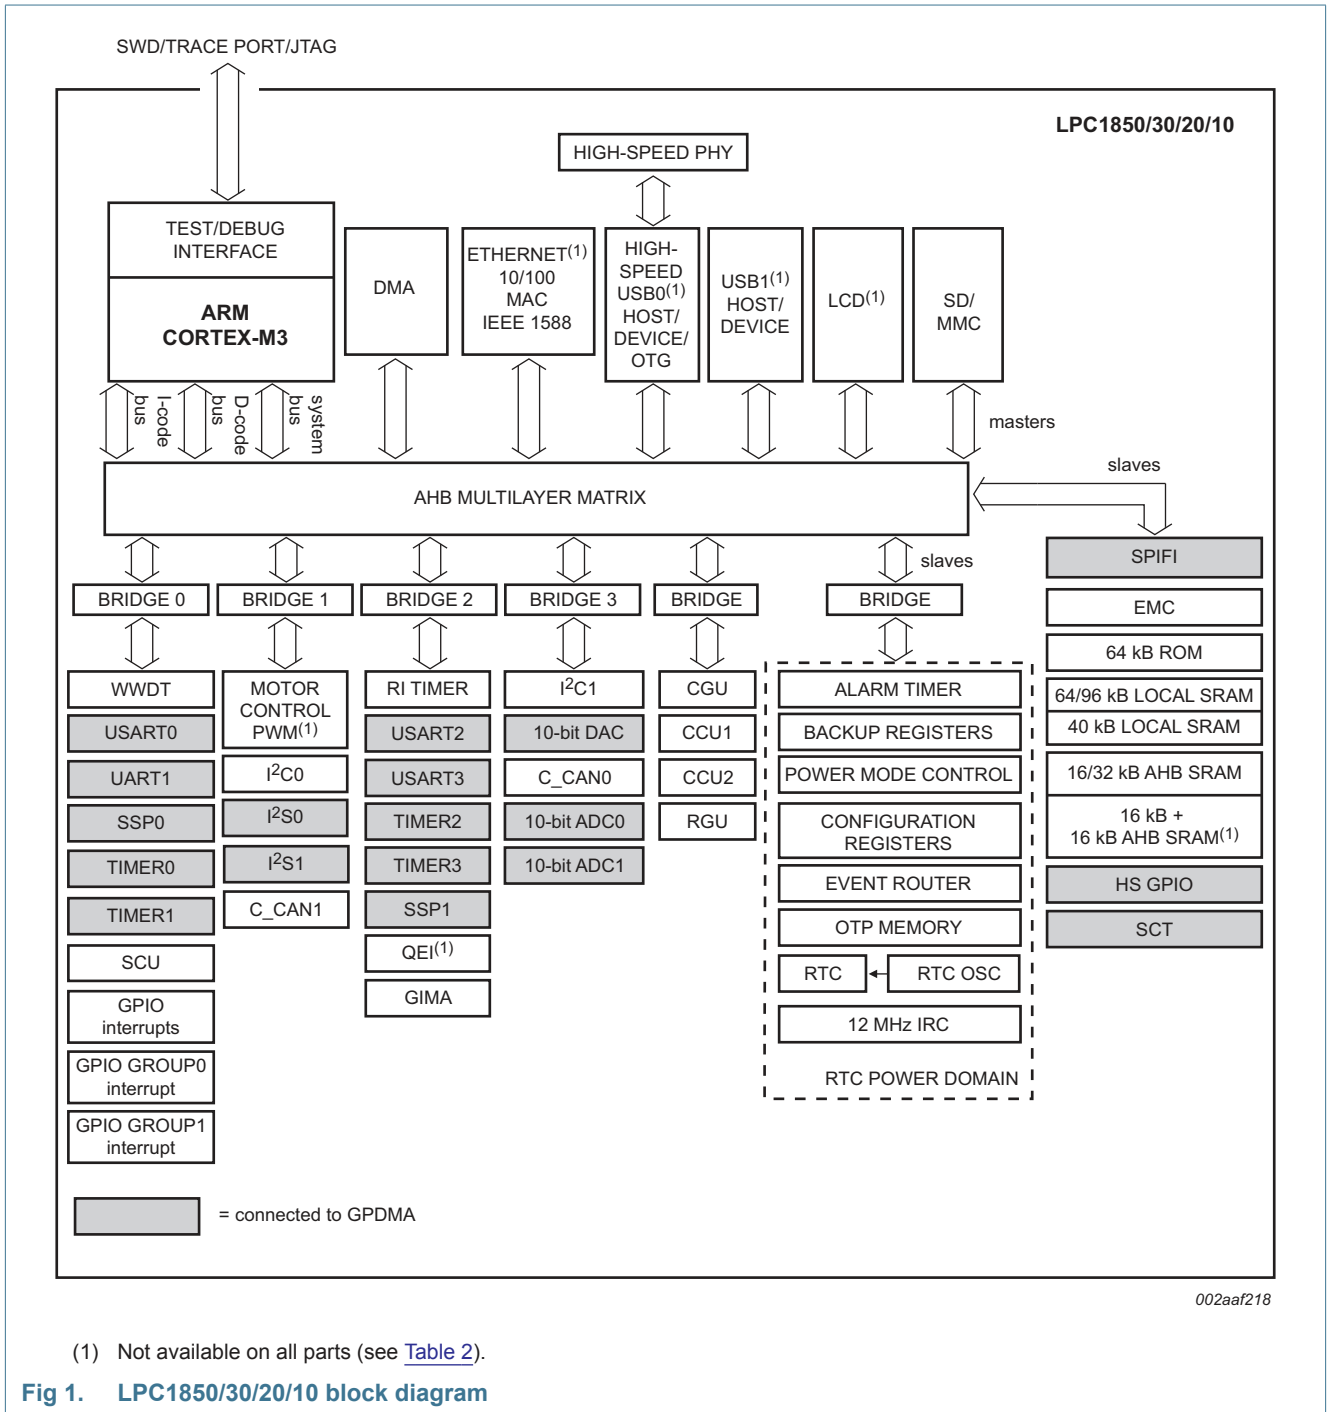 SWD/TRACE PORT/JTAG
LPC1850/30/20/10
HIGH-SPEED PHY
TEST/DEBUG
INTERFACE
ARM
CORTEX-M3
DMA
ETHERNET(1)
10/100
MAC
IEEE 1588
HIGH-
SPEED
USB0(1)
HOST/
DEVICE/
OTG
USB1(1)
HOST/
DEVICE
LCD(1)
SD/
MMC
I-code
bus
D-code
bus
system
bus
masters
slaves
AHB MULTILAYER MATRIX
slaves
BRIDGE 0
BRIDGE 1
BRIDGE 2
BRIDGE 3
BRIDGE
BRIDGE
WWDT
USART0
UART1
SSP0
TIMER0
TIMER1
SCU
GPIO
interrupts
GPIO GROUP0
interrupt
GPIO GROUP1
interrupt
MOTOR
CONTROL
PWM(1)
I2C0
I2S0
I2S1
C_CAN1
RI TIMER
USART2
USART3
TIMER2
TIMER3
SSP1
QEI(1)
GIMA
I2C1
10-bit DAC
C_CAN0
10-bit ADC0
10-bit ADC1
CGU
CCU1
CCU2
RGU
ALARM TIMER
BACKUP REGISTERS
POWER MODE CONTROL
CONFIGURATION
REGISTERS
EVENT ROUTER
OTP MEMORY
RTC
RTC OSC
12 MHz IRC
RTC POWER DOMAIN
SPIFI
EMC
64 kB ROM
64/96 kB LOCAL SRAM
40 kB LOCAL SRAM
16/32 kB AHB SRAM
16 kB +
16 kB AHB SRAM(1)
HS GPIO
SCT
= connected to GPDMA
002aaf218
(1) Not available on all parts (see Table 2).
Fig 1. LPC1850/30/20/10 block diagram